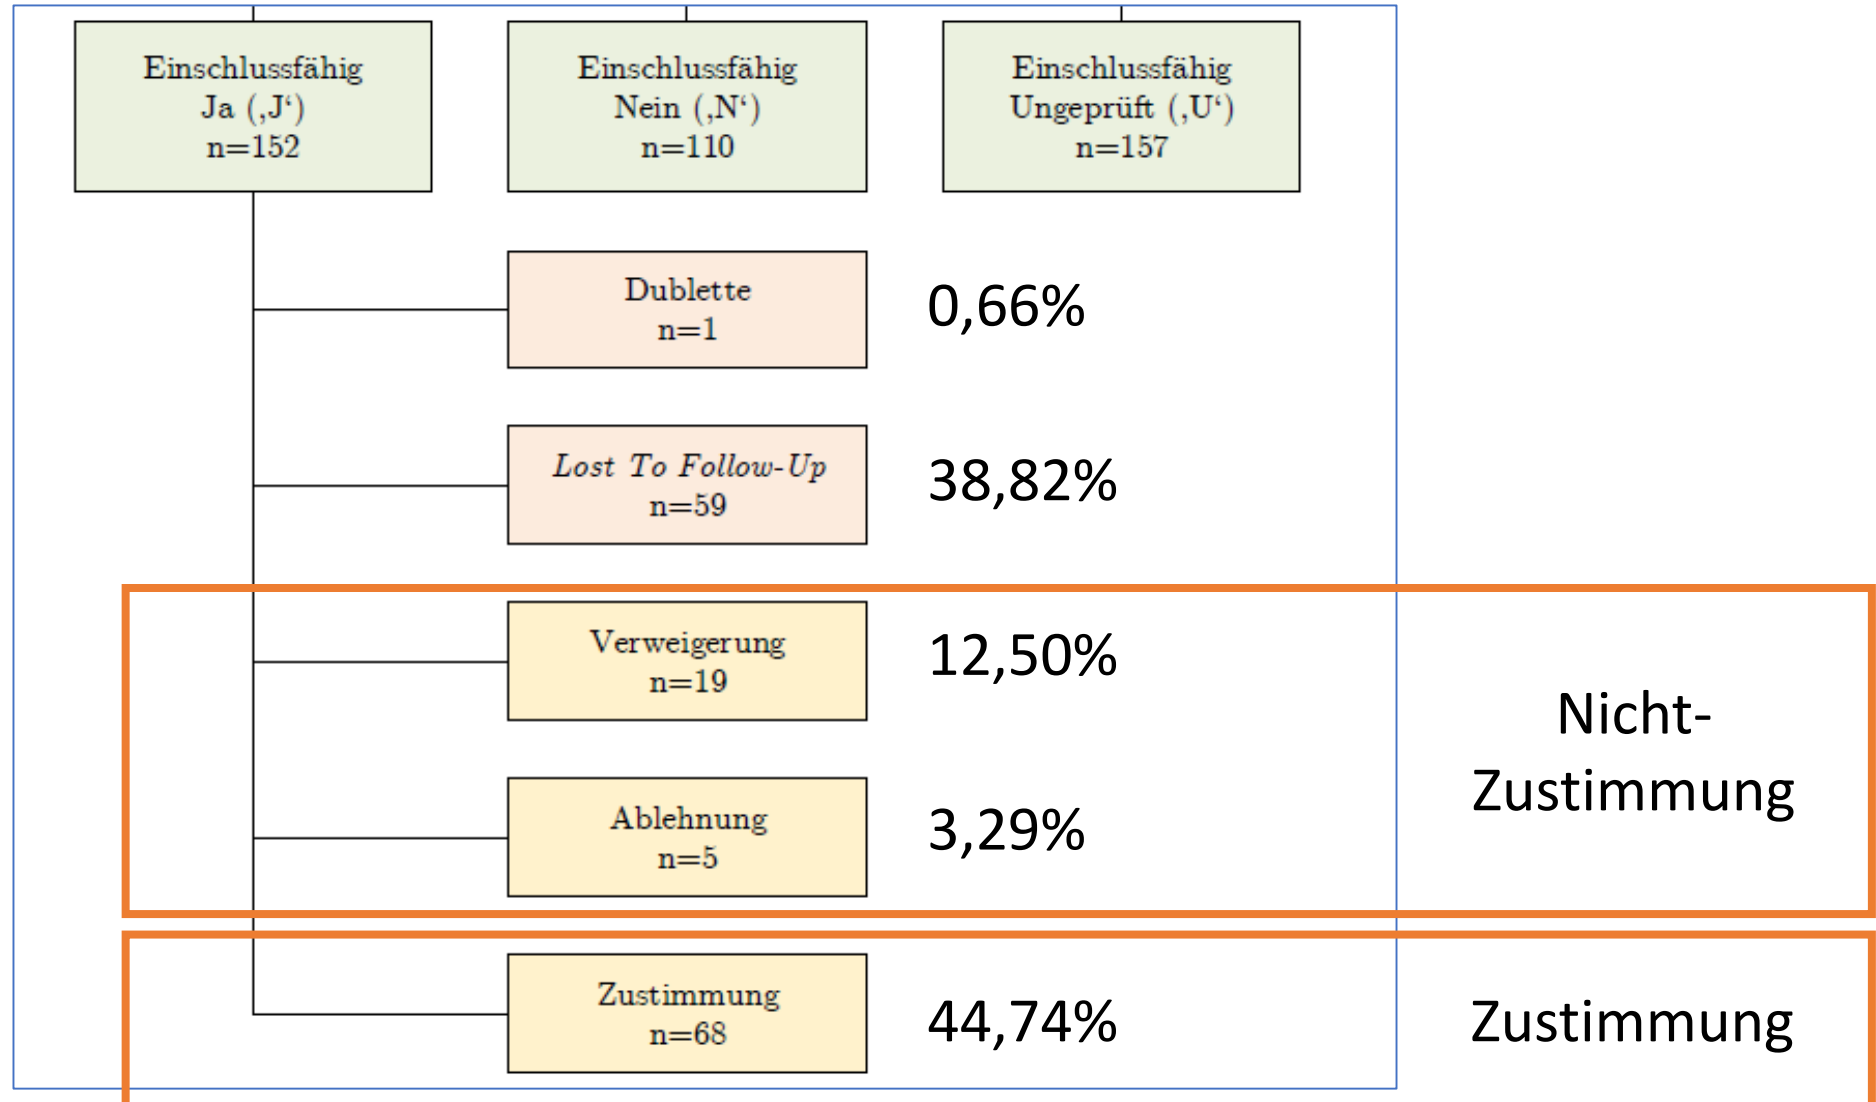 Einschlussfähig
Ja (‚J‘)
n=152
Einschlussfähig
Nein (‚N‘)
n=110
Einschlussfähig
Ungeprüft (‚U‘)
n=157
Dublette
n=1
0,66%
Lost To Follow-Up
n=59
38,82%
Verweigerung
n=19
12,50%
Ablehnung
n=5
3,29%
Nicht-
Zustimmung
Zustimmung
n=68
44,74%
Zustimmung